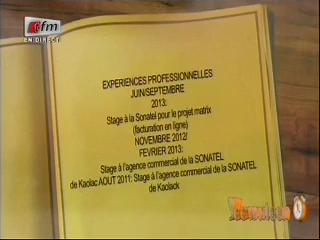 tfm
EN DIRECT
EXPERIENCES PROFESSIONNELLES
JUIN/SEPTEMBRE
2013:
Stage à la Sonatel pour le projet matrix
(facturation en ligne)
NOVEMBRE 2012/
FEVRIER 2013:
Stage à l'agence commercial de la SONATEL
de Kaolac AOUT 2011: Stage à l'agence commercial de la SONATEL
de Kaolack